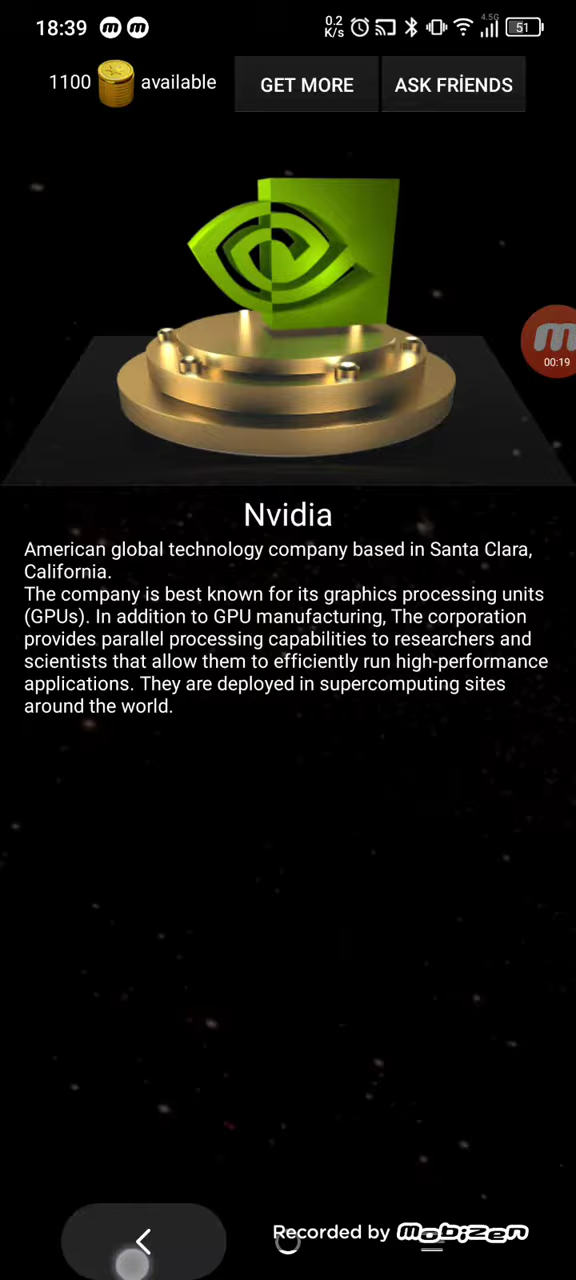 18:39
0.2
K/s
4.5G
51
1100 available
GET MORE
ASK FRİENDS
00:19
Nvidia
American global technology company based in Santa Clara,
California.
The company is best known for its graphics processing units
(GPUs). In addition to GPU manufacturing, The corporation
provides parallel processing capabilities to researchers and
scientists that allow them to efficiently run high-performance
applications. They are deployed in supercomputing sites
around the world.
Recorded by mobizen